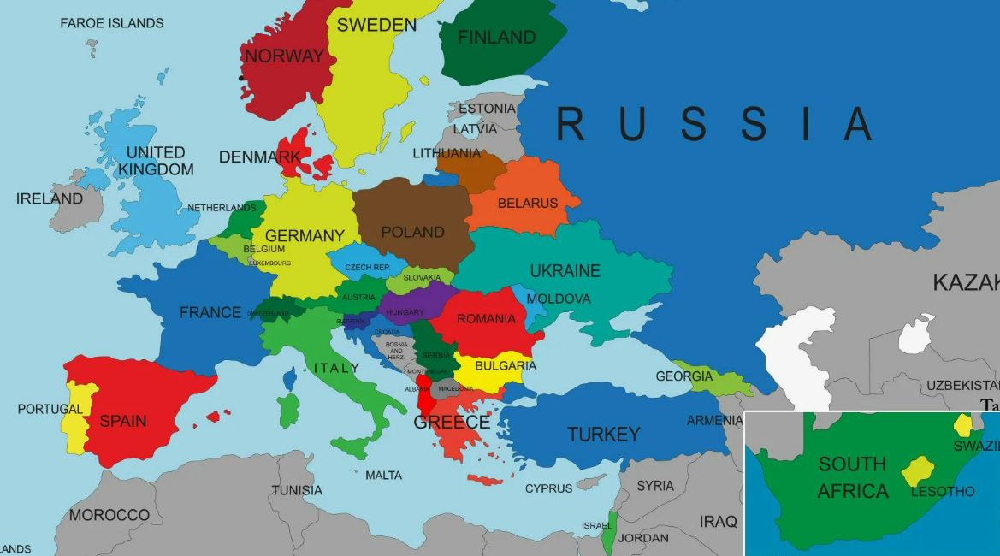 FAROE ISLANDS
SWEDEN
FINLAND
NORWAY
ESTONIA
LATVIA
RUSSIA
LITHUANIA
UNITED
KINGDOM
DENMARK
IRELAND
NETHERLANDS
BELARUS
GERMANY
POLAND
BELGIUM
LUXEMBOURG
CZECH REP.
UKRAINE
SLOVAKIA
KAZAK
AUSTRIA
MOLDOVA
FRANCE
SWITZERLAND
HUNGARY
ROMANIA
SLOVENIA
CROATIA
BOSNIA
AND
HERZ.
SERBIA
ITALY
BULGARIA
MONTENEGRO
GEORGIA
ALBANIA
MACEDONIA
UZBEKISTA
Ta
PORTUGAL
SPAIN
GREECE
ARMENIA
TURKEY
SWAZI
SOUTH
AFRICA
LESOTHO
MALTA
TUNISIA
CYPRUS
SYRIA
MOROCCO
IRAQ
ISRAEL
JORDAN
LANDS